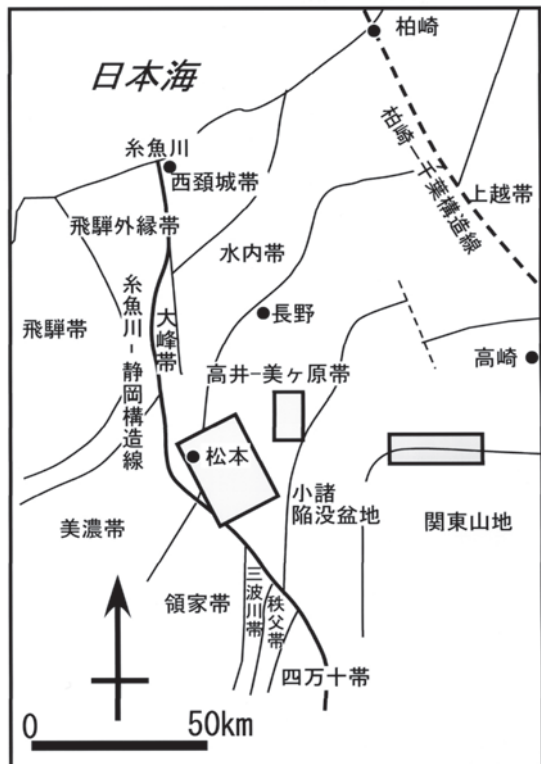 柏崎
日本海
柏崎－千葉構造線
糸魚川
西頚城帯
上越帯
飛騨外縁帯
水内帯
糸魚川－静岡構造線
大峰帯
長野
飛騨帯
高崎
高井－美ヶ原帯
松本
小諸
陥没盆地
関東山地
美濃帯
領家帯
三波川帯
秩父帯
四万十帯
0
50km